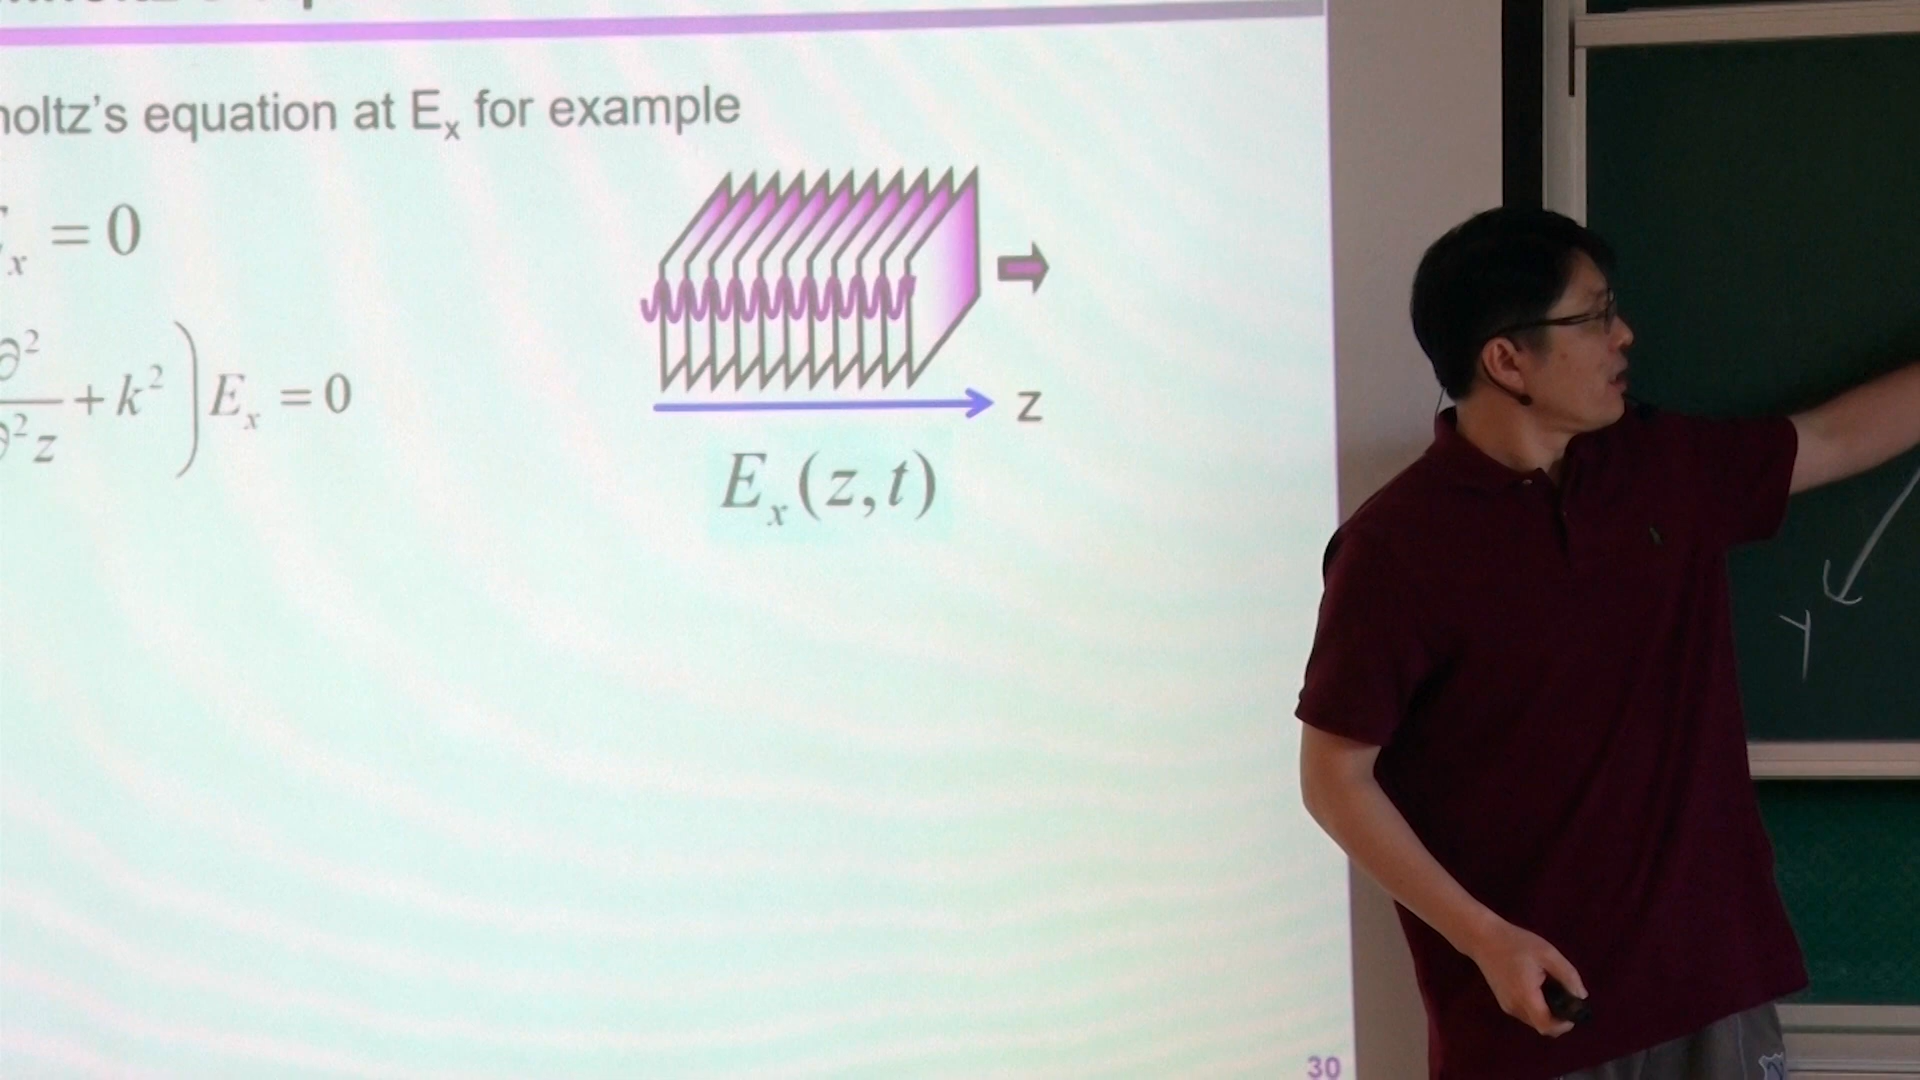 holtz's equation at Eₓ for example
ₓ = 0
∂²
∂²z + k² ) Eₓ = 0
z
Eₓ(z,t)
Y
30